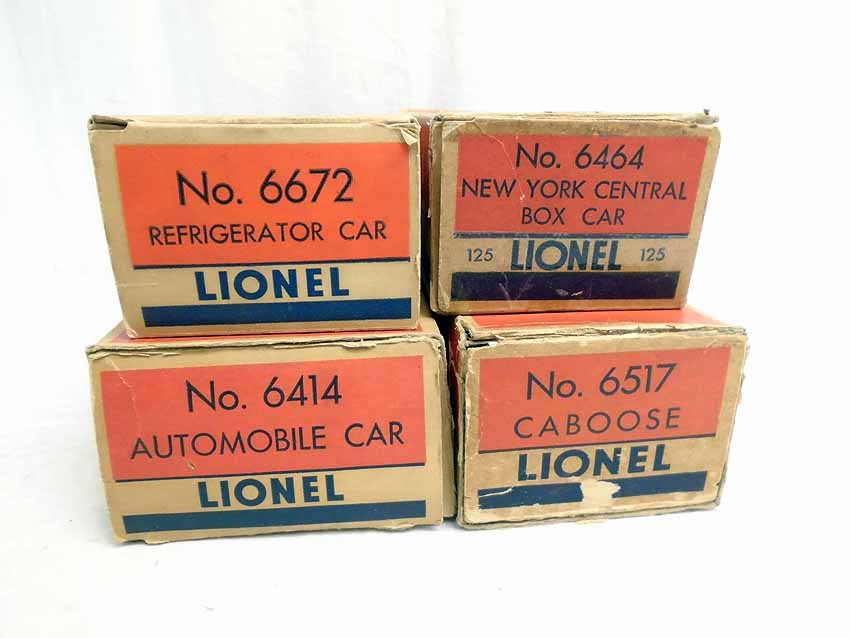 No. 6672
REFRIGERATOR CAR
LIONEL
No. 6464
NEW YORK CENTRAL
BOX CAR
125 LIONEL 125
No. 6414
AUTOMOBILE CAR
LIONEL
No. 6517
CABOOSE
LIONEL